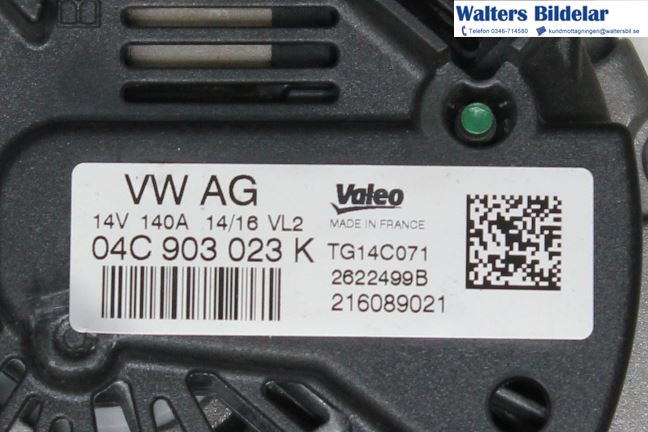 Walters Bildelar
Telefon 0346-714580 kundmottagningen@waltersbil.se
B
VW AG
14V 140A 14/16 VL2
04C 903 023 K
Valeo
MADE IN FRANCE
TG14C071
2622499B
216089021